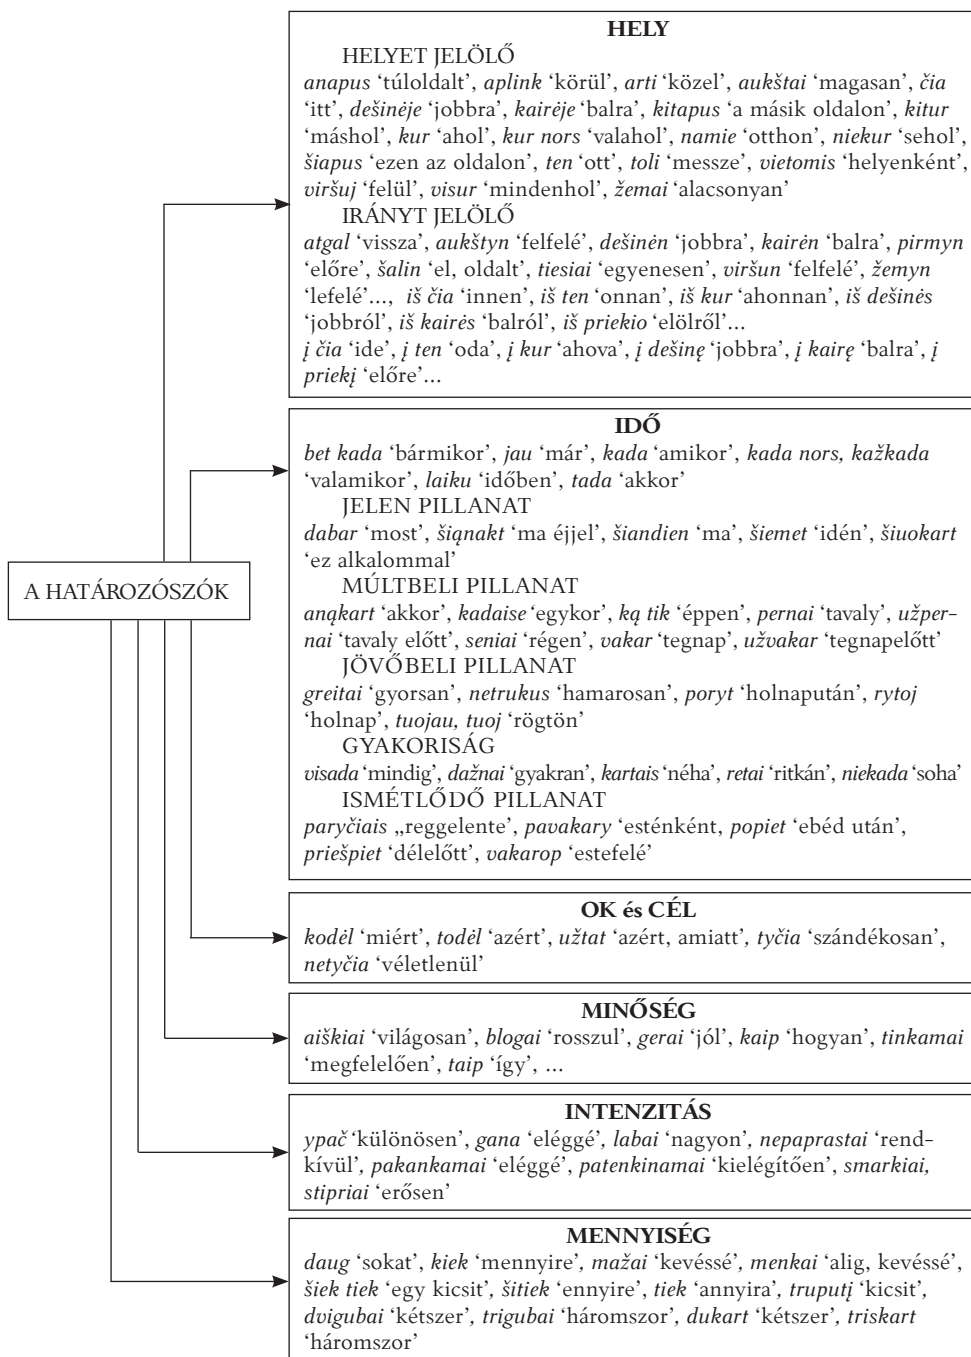 HELY
HELYET JELÖLŐ
anapus ‘túloldalt’, aplink ‘körül’, arti ‘közel’, aukštai ‘magasan’, čia
‘itt’, dešinėje ‘jobbra’, kairėje ‘balra’, kitapus ‘a másik oldalon’, kitur
‘máshol’, kur ‘ahol’, kur nors ‘valahol’, namie ‘otthon’, niekur ‘sehol’,
šiapus ‘ezen az oldalon’, ten ‘ott’, toli ‘messze’, vietomis ‘helyenként’,
viršuj ‘felül’, visur ‘mindenhol’, žemai ‘alacsonyan’
IRÁNYT JELÖLŐ
atgal ‘vissza’, aukštyn ‘felfelé’, dešinėn ‘jobbra’, kairėn ‘balra’, pirmyn
‘előre’, šalin ‘el, oldalt’, tiesiai ‘egyenesen’, viršun ‘felfelé’, žemyn
‘lefelé’..., iš čia ‘innen’, iš ten ‘onnan’, iš kur ‘ahonnan’, iš dešinės
‘jobbról’, iš kairės ‘balról’, iš priekio ‘elölről’...
į čia ‘ide’, į ten ‘oda’, į kur ‘ahova’, į dešinę ‘jobbra’, į kairę ‘balra’, į
priekį ‘előre’...
IDŐ
bet kada ‘bármikor’, jau ‘már’, kada ‘amikor’, kada nors, kažkada
‘valamikor’, laiku ‘időben’, tada ‘akkor’
JELEN PILLANAT
dabar ‘most’, šiąnakt ‘ma éjjel’, šiandien ‘ma’, šiemet ‘idén’, šiuokart
‘ez alkalommal’
A HATÁROZÓSZÓK
MÚLTBELI PILLANAT
anąkart ‘akkor’, kadaise ‘egykor’, ką tik ‘éppen’, pernai ‘tavaly’, užper-
nai ‘tavaly előtt’, seniai ‘régen’, vakar ‘tegnap’, užvakar ‘tegnapelőtt’
JÖVŐBELI PILLANAT
greitai ‘gyorsan’, netrukus ‘hamarosan’, poryt ‘holnapután’, rytoj
‘holnap’, tuojau, tuoj ‘rögtön’
GYAKORISÁG
visada ‘mindig’, dažnai ‘gyakran’, kartais ‘néha’, retai ‘ritkán’, niekada ‘soha’
ISMÉTLŐDŐ PILLANAT
paryčiais „reggelente’, pavakary ‘esténként, popiet ‘ebéd után’,
priešpiet ‘délelőtt’, vakarop ‘estefelé’
OK és CÉL
kodėl ‘miért’, todėl ‘azért’, užtat ‘azért, amiatt’, tyčia ‘szándékosan’,
netyčia ‘véletlenül’
MINŐSÉG
aiškiai ‘világosan’, blogai ‘rosszul’, gerai ‘jól’, kaip ‘hogyan’, tinkamai
‘megfelelően’, taip ‘így’, ...
INTENZITÁS
ypač ‘különösen’, gana ‘eléggé’, labai ‘nagyon’, nepaprastai ‘rend-
kívül’, pakankamai ‘eléggé’, patenkinamai ‘kielégítően’, smarkiai,
stipriai ‘erősen’
MENNYISÉG
daug ‘sokat’, kiek ‘mennyire’, mažai ‘kevéssé’, menkai ‘alig, kevéssé’,
šiek tiek ‘egy kicsit’, šitiek ‘ennyire’, tiek ‘annyira’, truputį ‘kicsit’,
dvigubai ‘kétszer’, trigubai ‘háromszor’, dukart ‘kétszer’, triskart
‘háromszor’